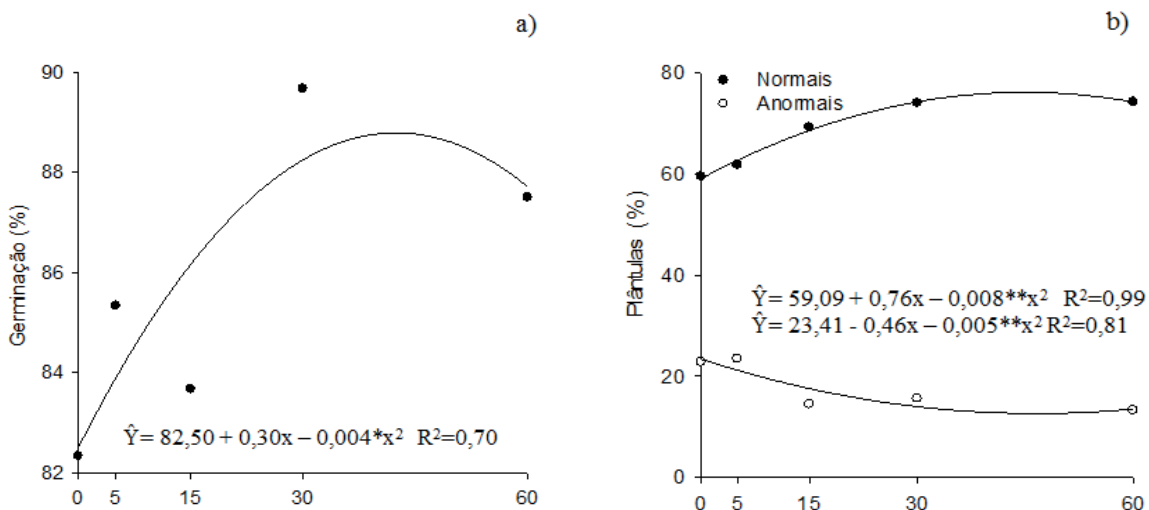 a)
90
88
86
84
82
Germinação (%)
Ŷ= 82,50 + 0,30x – 0,004*x² R²=0,70
0 5 15 30 60
b)
80
60
40
20
0
Plântulas (%)
Normais
Anormais
Ŷ= 59,09 + 0,76x – 0,008**x² R²=0,99
Ŷ= 23,41 - 0,46x – 0,005**x² R²=0,81
0 5 15 30 60